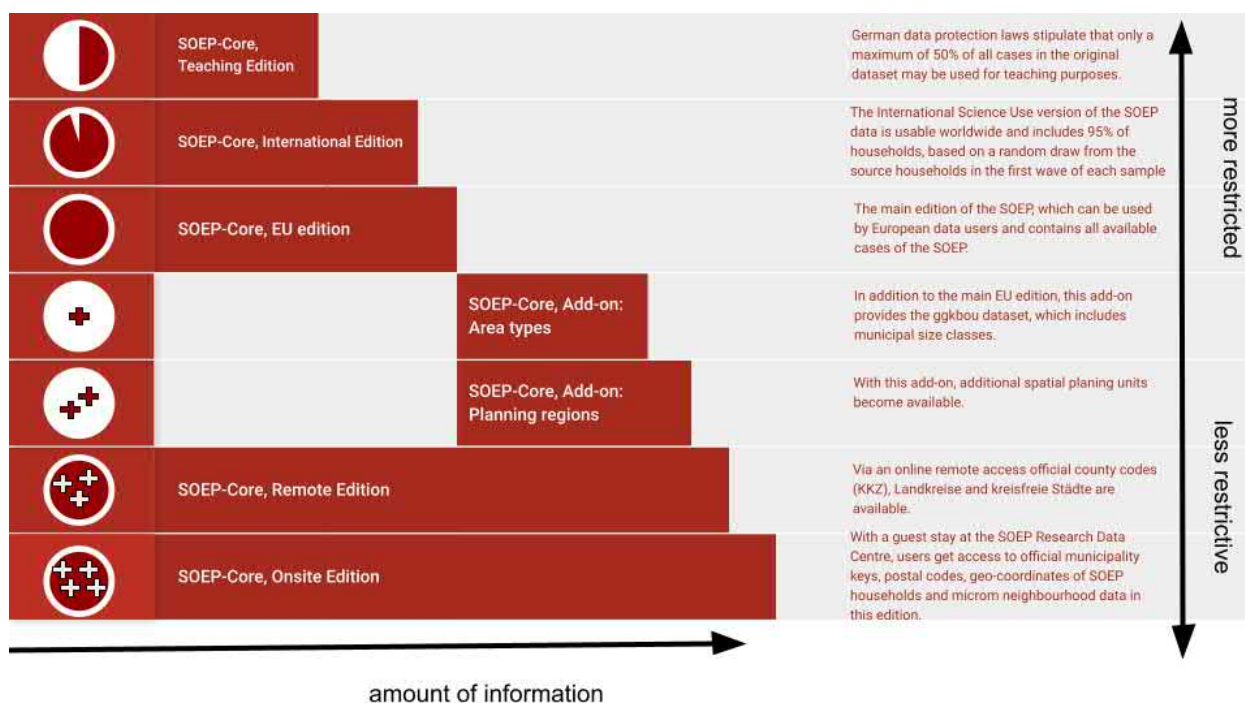 SOEP-Core,
Teaching Edition
German data protection laws stipulate that only a
maximum of 50% of all cases in the original
dataset may be used for teaching purposes.
SOEP-Core, International Edition
The International Science Use version of the SOEP
data is usable worldwide and includes 95% of
households, based on a random draw from the
source households in the first wave of each sample
SOEP-Core, EU edition
The main edition of the SOEP, which can be used
by European data users and contains all available
cases of the SOEP.
SOEP-Core, Add-on:
Area types
In addition to the main EU edition, this add-on
provides the ggkbou dataset, which includes
municipal size classes.
SOEP-Core, Add-on:
Planning regions
With this add-on, additional spatial planing units
become available.
SOEP-Core, Remote Edition
Via an online remote access official county codes
(KKZ), Landkreise and kreisfreie Städte are
available.
SOEP-Core, Onsite Edition
With a guest stay at the SOEP Research Data
Centre, users get access to official municipality
keys, postal codes, geo-coordinates of SOEP
households and microm neighbourhood data in
this edition.
more restricted
less restrictive
amount of information